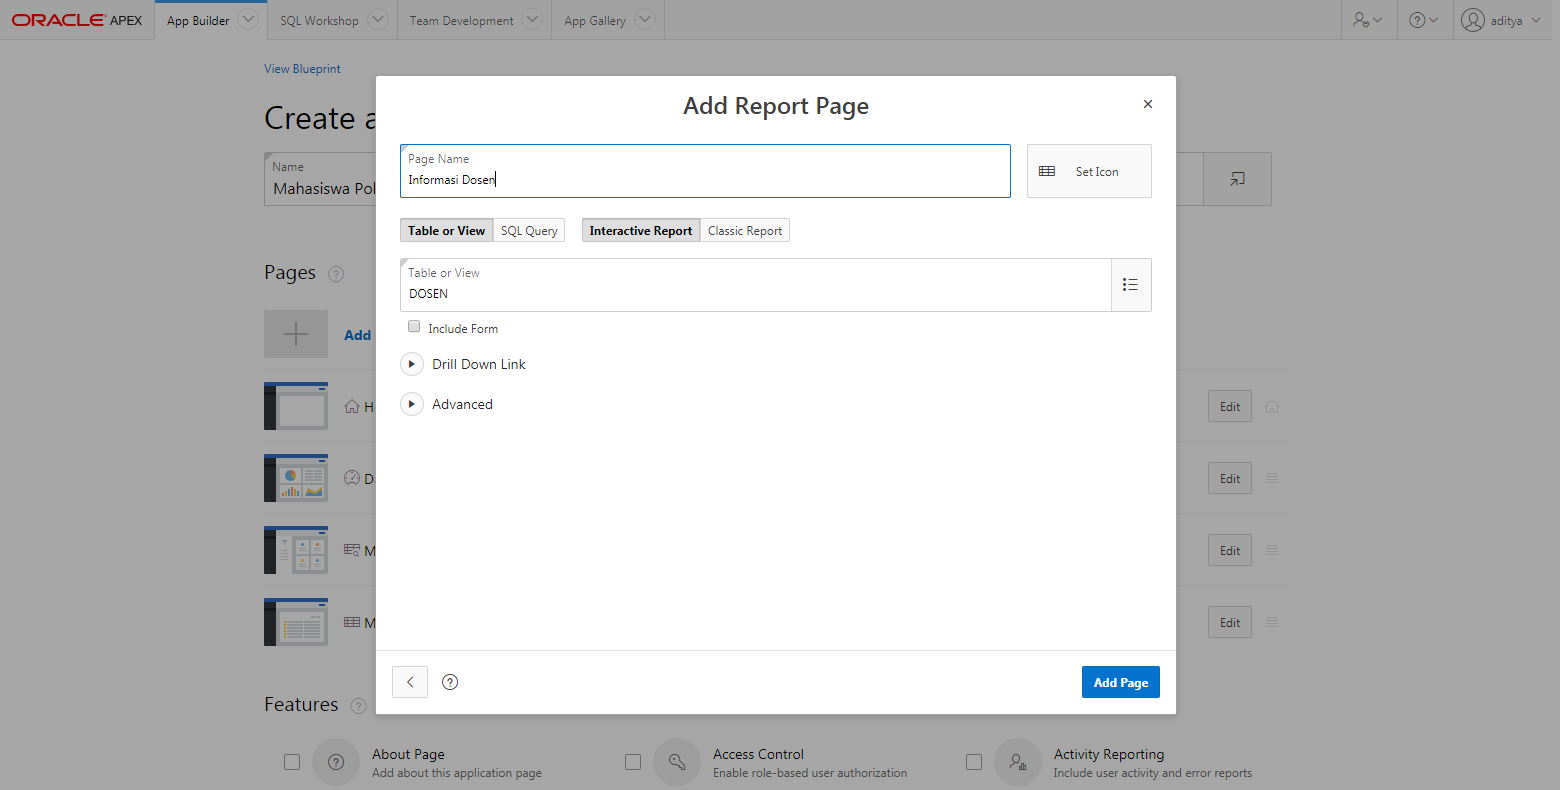 ORACLE APEX App Builder SQL Workshop Team Development App Gallery aditya
View Blueprint
Create a
Name
Mahasiswa Pol
Add Report Page
Page Name
Informasi Dosen
Set Icon
Table or View SQL Query Interactive Report Classic Report
Table or View
DOSEN
Include Form
Drill Down Link
Advanced
Add Page
Pages ?
Add
H
Edit
D
Edit
M
Edit
M
Edit
Features ?
About Page
Add about this application page
Access Control
Enable role-based user authorization
Activity Reporting
Include user activity and error reports